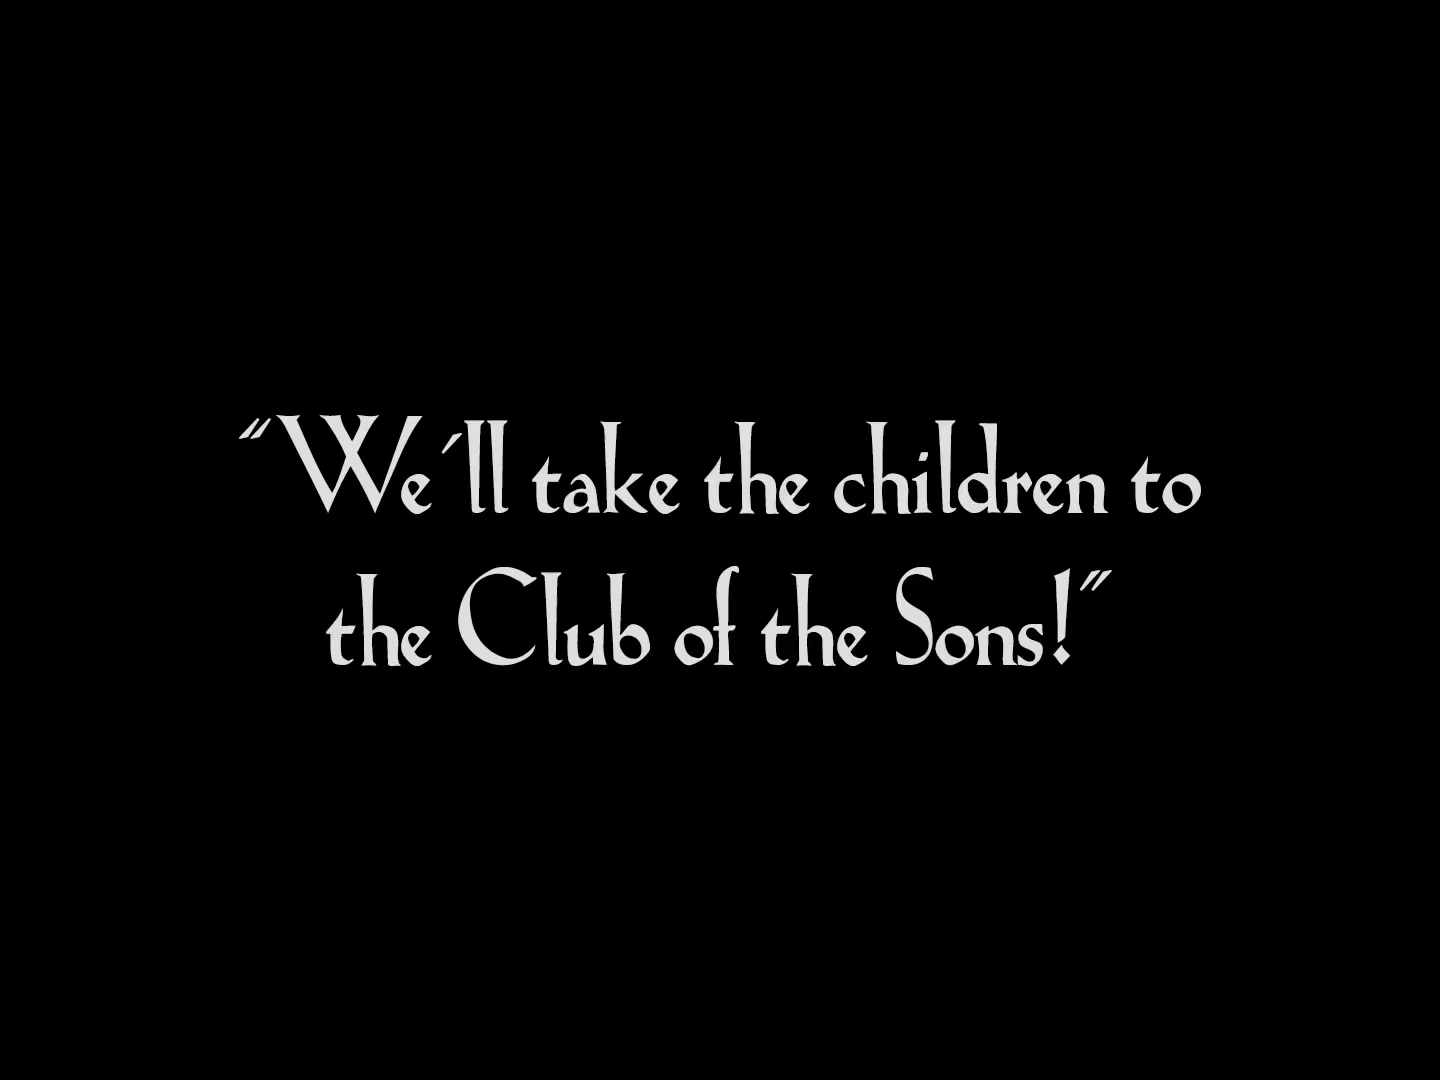 "We'll take the children to
the Club of the Sons!"